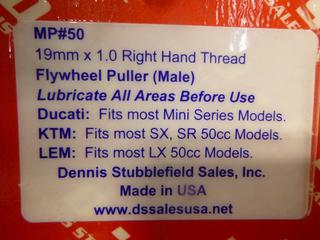 MP#50
19mm x 1.0 Right Hand Thread
Flywheel Puller (Male)
Lubricate All Areas Before Use
Ducati: Fits most Mini Series Models.
KTM: Fits most SX, SR 50cc Models.
LEM: Fits most LX 50cc Models.
Dennis Stubblefield Sales, Inc.
Made in USA
www.dssalesusa.net